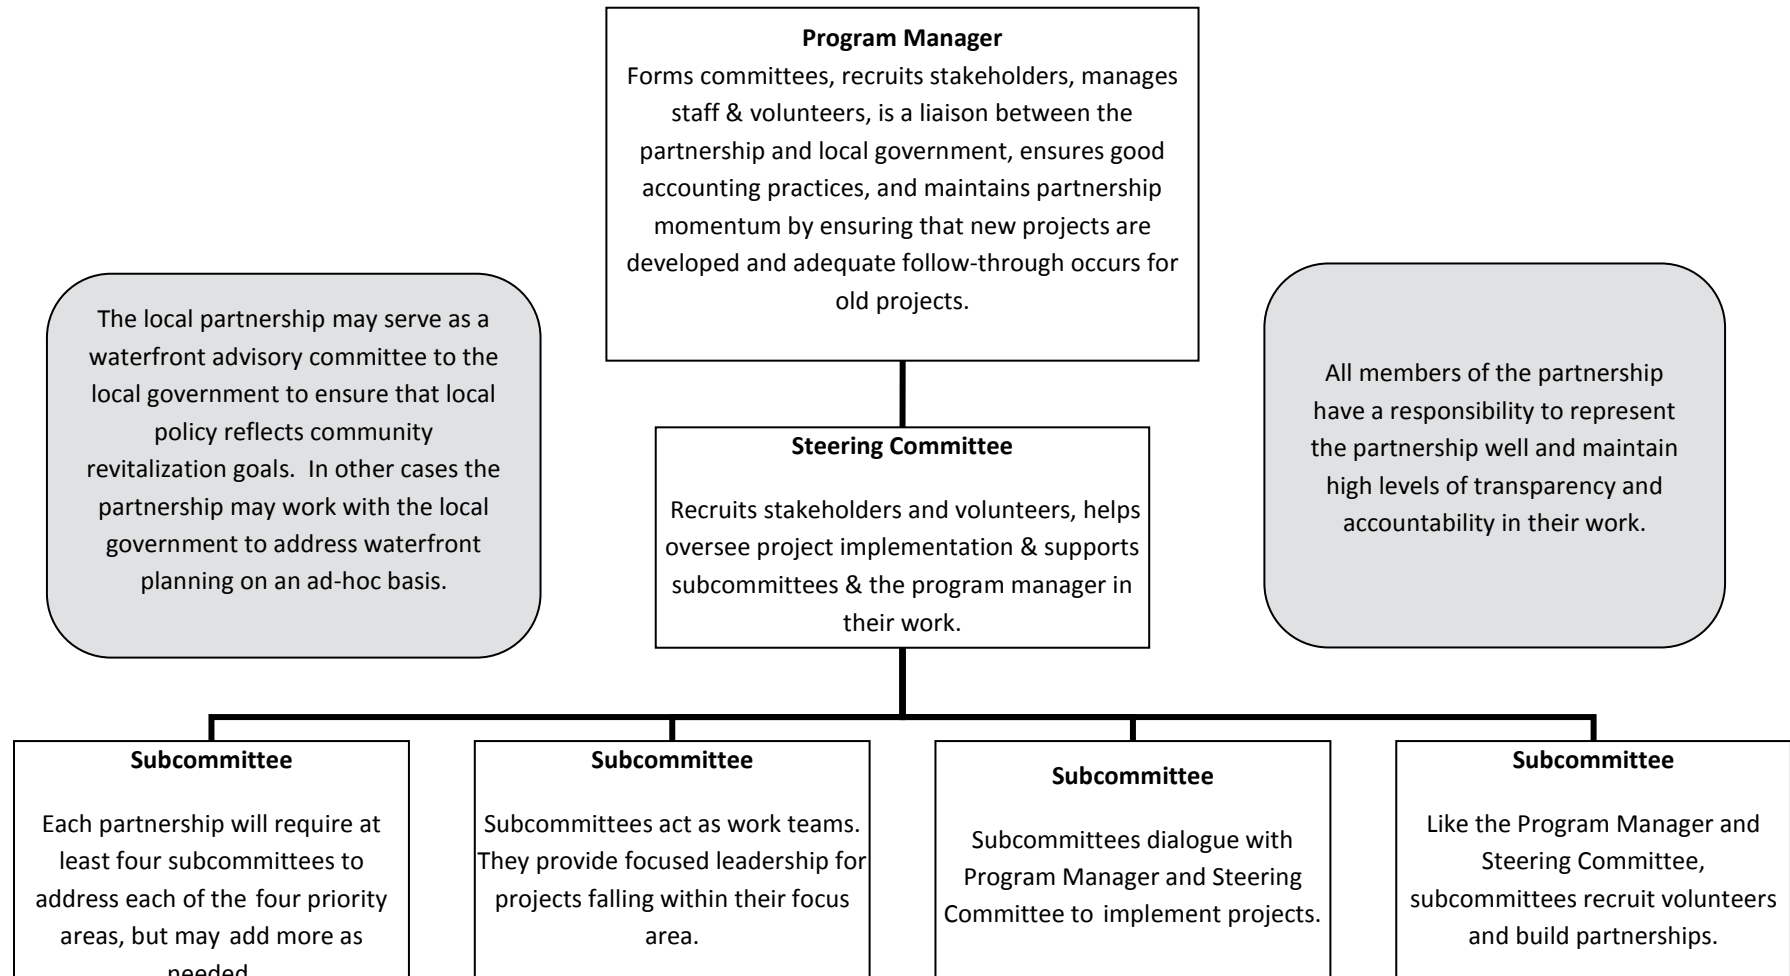 Program Manager
Forms committees, recruits stakeholders, manages
staff & volunteers, is a liaison between the
partnership and local government, ensures good
accounting practices, and maintains partnership
momentum by ensuring that new projects are
developed and adequate follow-through occurs for
old projects.
The local partnership may serve as a
waterfront advisory committee to the
local government to ensure that local
policy reflects community
revitalization goals.  In other cases the
partnership may work with the local
government to address waterfront
planning on an ad-hoc basis.
All members of the partnership
have a responsibility to represent
the partnership well and maintain
high levels of transparency and
accountability in their work.
Steering Committee
Recruits stakeholders and volunteers, helps
oversee project implementation & supports
subcommittees & the program manager in
their work.
Subcommittee
Each partnership will require at
least four subcommittees to
address each of the four priority
areas, but may add more as
needed
Subcommittee
Subcommittees act as work teams.
They provide focused leadership for
projects falling within their focus
area.
Subcommittee
Subcommittees dialogue with
Program Manager and Steering
Committee to implement projects.
Subcommittee
Like the Program Manager and
Steering Committee,
subcommittees recruit volunteers
and build partnerships.